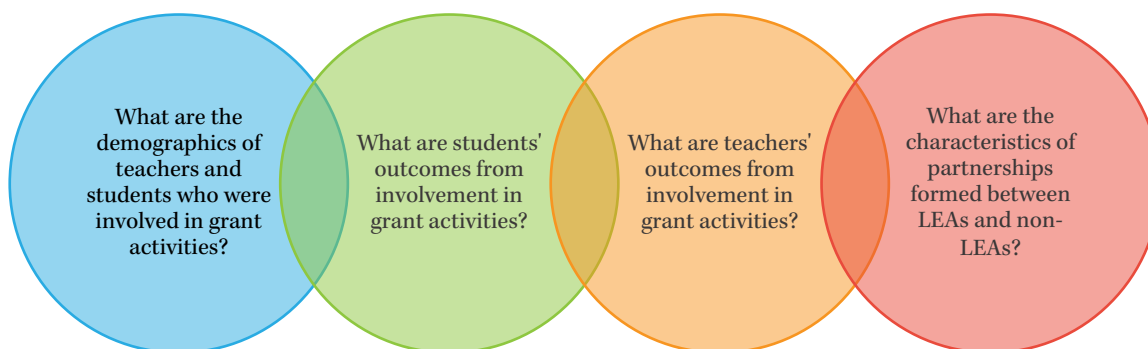 What are the
demographics of
teachers and
students who were
involved in grant
activities?
What are students'
outcomes from
involvement in
grant activities?
What are teachers'
outcomes from
involvement in
grant activities?
What are the
characteristics of
partnerships
formed between
LEAs and non-
LEAs?